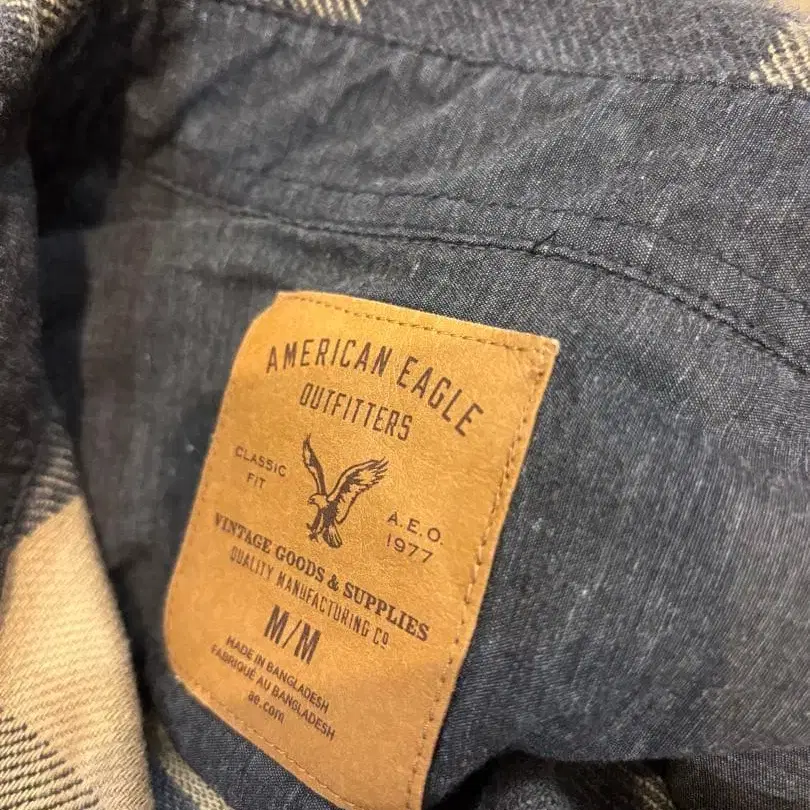 AMERICAN EAGLE
OUTFITTERS
CLASSIC
FIT
A.E.O.
1977
VINTAGE GOODS & SUPPLIES
QUALITY MANUFACTURING CO
M/M
MADE IN BANGLADESH
FABRIQUÉ AU BANGLADESH
ae.com